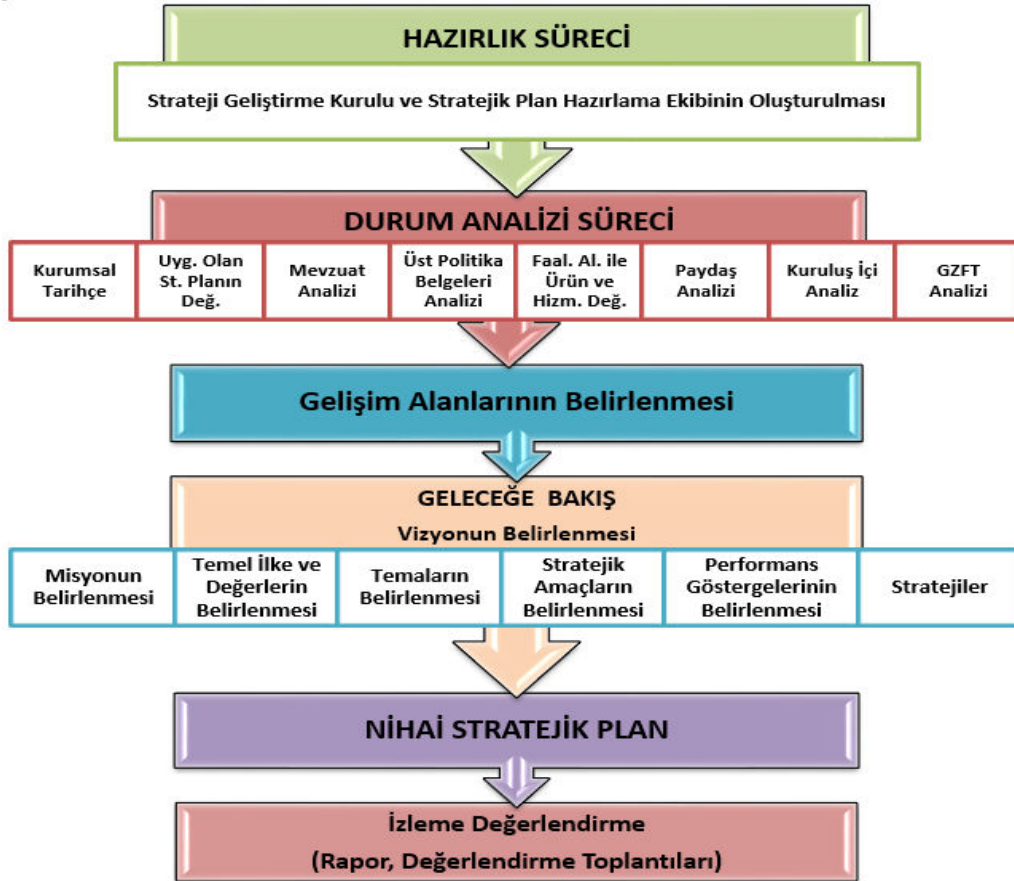 HAZIRLIK SÜRECİ
Strateji Geliştirme Kurulu ve Stratejik Plan Hazırlama Ekibinin Oluşturulması
DURUM ANALİZİ SÜRECİ
Kurumsal
Tarihçe
Uyg. Olan
St. Planın
Değ.
Mevzuat
Analizi
Üst Politika
Belgeleri
Analizi
Faal. Al. ile
Ürün ve
Hizm. Değ.
Paydaş
Analizi
Kuruluş İçi
Analiz
GZFT
Analizi
Gelişim Alanlarının Belirlenmesi
GELECEĞE BAKIŞ
Vizyonun Belirlenmesi
Misyonun
Belirlenmesi
Temel İlke ve
Değerlerin
Belirlenmesi
Temaların
Belirlenmesi
Stratejik
Amaçların
Belirlenmesi
Performans
Göstergelerinin
Belirlenmesi
Stratejiler
NİHAİ STRATEJİK PLAN
İzleme Değerlendirme
(Rapor, Değerlendirme Toplantıları)